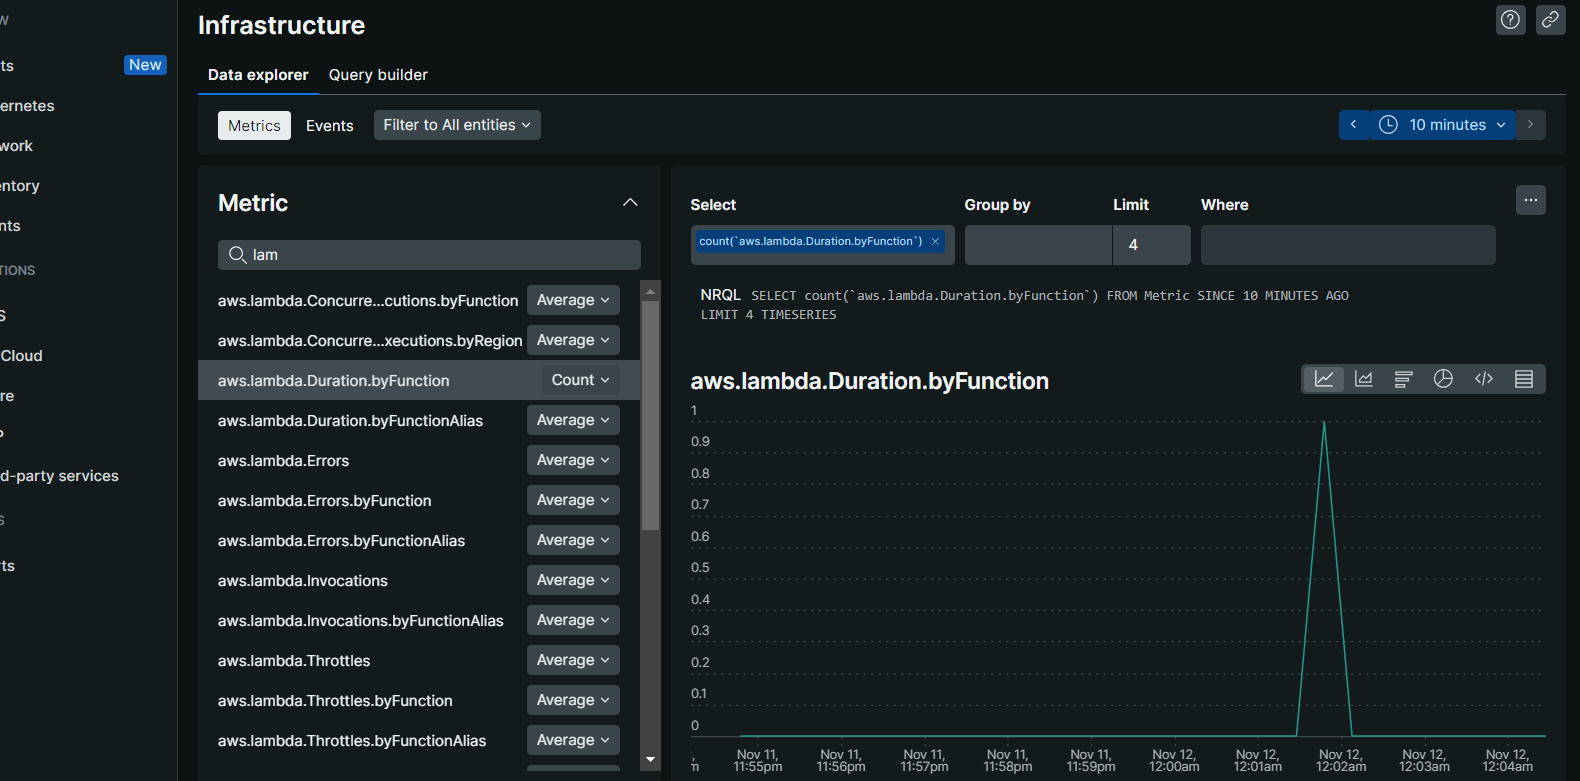 W
Infrastructure
ts
New
Data explorer
Query builder
ernetes
Metrics
Events
Filter to All entities
10 minutes
work
entory
Metric
Select
Group by
Limit
Where
...
nts
lam
count(`aws.lambda.Duration.byFunction`) ×
4
TIONS
aws.lambda.Concurre...cutions.byFunction
Average
NRQL SELECT count(`aws.lambda.Duration.byFunction`) FROM Metric SINCE 10 MINUTES AGO
LIMIT 4 TIMESERIES
S
aws.lambda.Concurre...xecutions.byRegion
Average
Cloud
aws.lambda.Duration.byFunction
Count
aws.lambda.Duration.byFunction
re
aws.lambda.Duration.byFunctionAlias
Average
P
aws.lambda.Errors
Average
d-party services
aws.lambda.Errors.byFunction
Average
S
aws.lambda.Errors.byFunctionAlias
Average
rts
aws.lambda.Invocations
Average
aws.lambda.Invocations.byFunctionAlias
Average
aws.lambda.Throttles
Average
aws.lambda.Throttles.byFunction
Average
aws.lambda.Throttles.byFunctionAlias
Average
1
0.9
0.8
0.7
0.6
0.5
0.4
0.3
0.2
0.1
0
Nov 11, 11:55pm
Nov 11, 11:56pm
Nov 11, 11:57pm
Nov 11, 11:58pm
Nov 11, 11:59pm
Nov 12, 12:00am
Nov 12, 12:01am
Nov 12, 12:02am
Nov 12, 12:03am
Nov 12, 12:04am